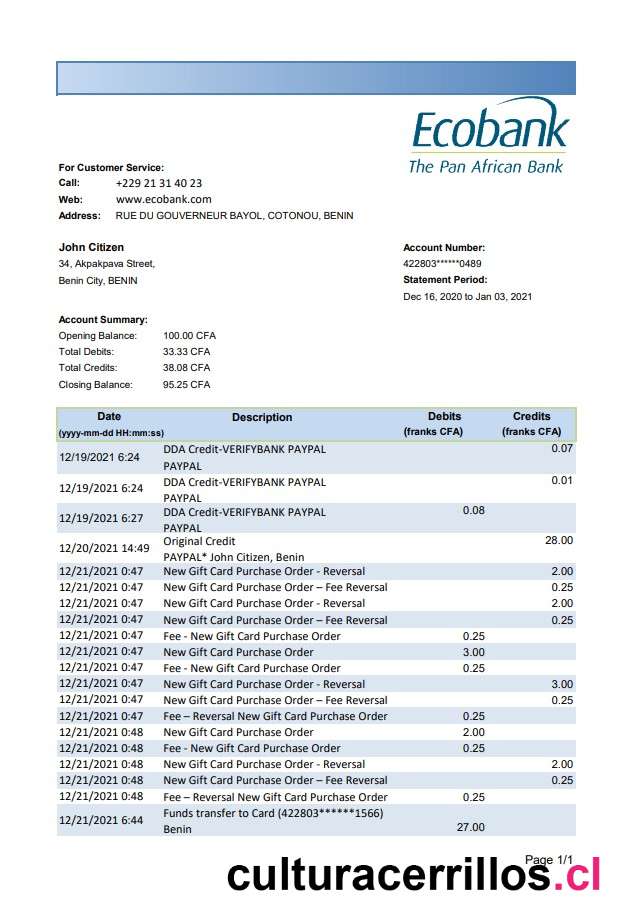 Ecobank
The Pan African Bank
For Customer Service:
Call: +229 21 31 40 23
Web: www.ecobank.com
Address: RUE DU GOUVERNEUR BAYOL, COTONOU, BENIN
John Citizen
34, Akpakpava Street,
Benin City, BENIN
Account Number:
422803******0489
Statement Period:
Dec 16, 2020 to Jan 03, 2021
Account Summary:
Opening Balance: 100.00 CFA
Total Debits: 33.33 CFA
Total Credits: 38.08 CFA
Closing Balance: 95.25 CFA
Date Description Debits Credits
(yyyy-mm-dd HH:mm:ss) (franks CFA) (franks CFA)
12/19/2021 6:24 DDA Credit-VERIFYBANK PAYPAL 0.07
PAYPAL
12/19/2021 6:24 DDA Credit-VERIFYBANK PAYPAL 0.01
PAYPAL
12/19/2021 6:27 DDA Credit-VERIFYBANK PAYPAL 0.08
PAYPAL
12/20/2021 14:49 Original Credit 28.00
PAYPAL* John Citizen, Benin
12/21/2021 0:47 New Gift Card Purchase Order - Reversal 2.00
12/21/2021 0:47 New Gift Card Purchase Order – Fee Reversal 0.25
12/21/2021 0:47 New Gift Card Purchase Order - Reversal 2.00
12/21/2021 0:47 New Gift Card Purchase Order – Fee Reversal 0.25
12/21/2021 0:47 Fee - New Gift Card Purchase Order 0.25
12/21/2021 0:47 New Gift Card Purchase Order 3.00
12/21/2021 0:47 Fee - New Gift Card Purchase Order 0.25
12/21/2021 0:47 New Gift Card Purchase Order - Reversal 3.00
12/21/2021 0:47 New Gift Card Purchase Order – Fee Reversal 0.25
12/21/2021 0:47 Fee – Reversal New Gift Card Purchase Order 0.25
12/21/2021 0:48 New Gift Card Purchase Order 2.00
12/21/2021 0:48 Fee - New Gift Card Purchase Order 0.25
12/21/2021 0:48 New Gift Card Purchase Order - Reversal 2.00
12/21/2021 0:48 New Gift Card Purchase Order – Fee Reversal 0.25
12/21/2021 0:48 Fee – Reversal New Gift Card Purchase Order 0.25
12/21/2021 6:44 Funds transfer to Card (422803******1566)
Benin 27.00
Page 1/1
culturacerrillos.cl